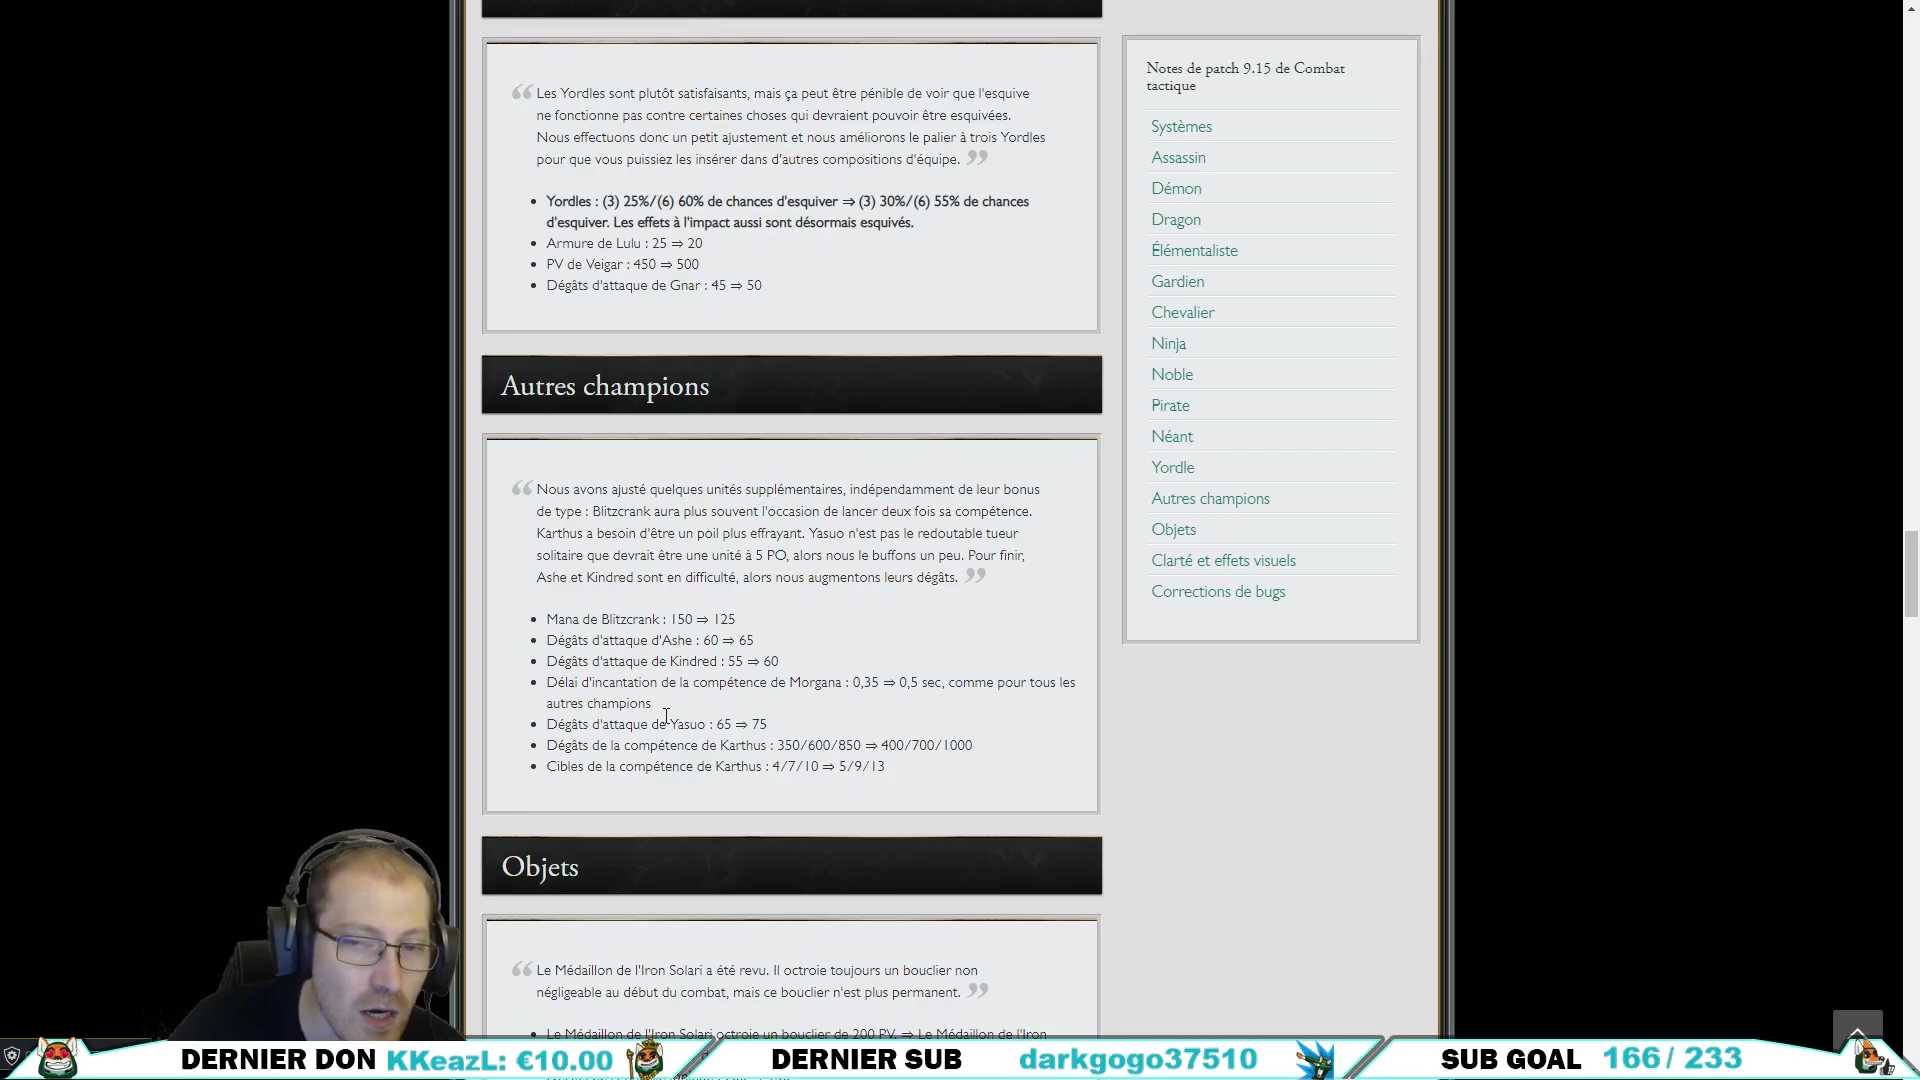 Les Yordles sont plutôt satisfaisants, mais ça peut être pénible de voir que l'esquive
ne fonctionne pas contre certaines choses qui devraient pouvoir être esquivées.
Nous effectuons donc un petit ajustement et nous améliorons le palier à trois Yordles
pour que vous puissiez les insérer dans d'autres compositions d'équipe.
Yordles : (3) 25%/(6) 60% de chances d'esquiver ⇒ (3) 30%/(6) 55% de chances
d'esquiver. Les effets à l'impact aussi sont désormais esquivés.
Armure de Lulu : 25 ⇒ 20
PV de Veigar : 450 ⇒ 500
Dégâts d'attaque de Gnar : 45 ⇒ 50
Autres champions
Nous avons ajusté quelques unités supplémentaires, indépendamment de leur bonus
de type : Blitzcrank aura plus souvent l'occasion de lancer deux fois sa compétence.
Karthus a besoin d'être un poil plus effrayant. Yasuo n'est pas le redoutable tueur
solitaire que devrait être une unité à 5 PO, alors nous le buffons un peu. Pour finir,
Ashe et Kindred sont en difficulté, alors nous augmentons leurs dégâts.
Mana de Blitzcrank : 150 ⇒ 125
Dégâts d'attaque d'Ashe : 60 ⇒ 65
Dégâts d'attaque de Kindred : 55 ⇒ 60
Délai d'incantation de la compétence de Morgana : 0,35 ⇒ 0,5 sec, comme pour tous les
autres champions
Dégâts d'attaque de Yasuo : 65 ⇒ 75
Dégâts de la compétence de Karthus : 350/600/850 ⇒ 400/700/1000
Cibles de la compétence de Karthus : 4/7/10 ⇒ 5/9/13
Objets
Le Médaillon de l'Iron Solari a été revu. Il octroie toujours un bouclier non
négligeable au début du combat, mais ce bouclier n'est plus permanent.
Le Médaillon de l'Iron Solari octroie un bouclier de 200 PV. ⇒ Le Médaillon de l'Iron
Notes de patch 9.15 de Combat
tactique
Systèmes
Assassin
Démon
Dragon
Élémentaliste
Gardien
Chevalier
Ninja
Noble
Pirate
Néant
Yordle
Autres champions
Objets
Clarté et effets visuels
Corrections de bugs
DERNIER DON KKeazL: €10.00
DERNIER SUB darkgogo37510
SUB GOAL 166 / 233